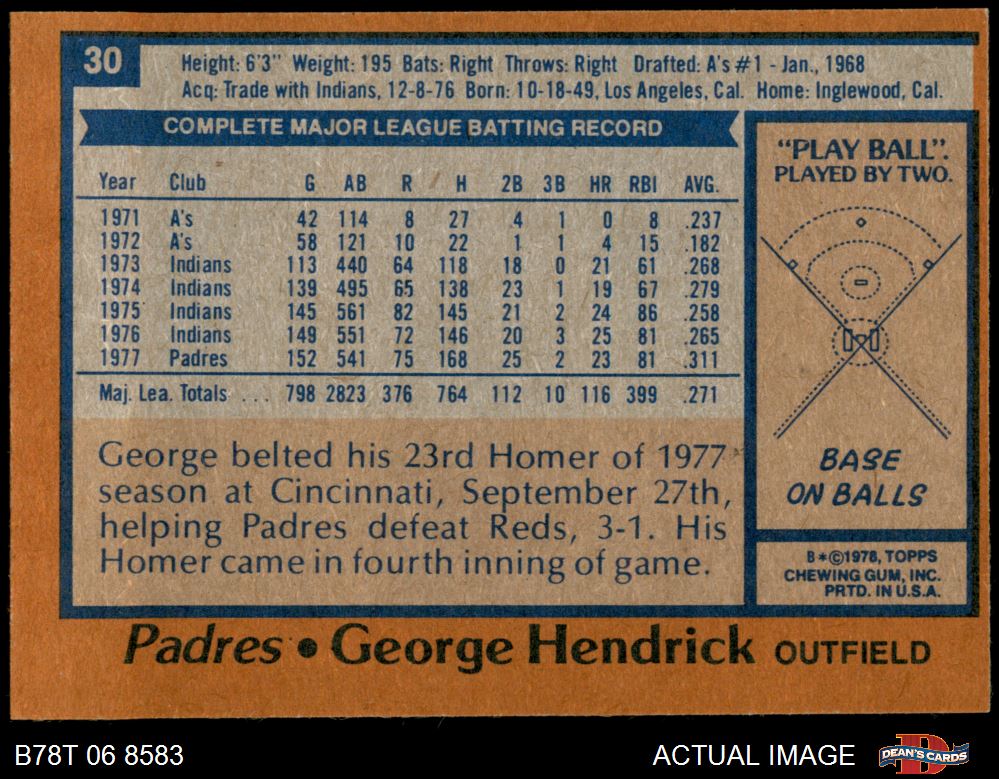 30
Height: 6'3" Weight: 195 Bats: Right Throws: Right Drafted: A's #1 - Jan., 1968
Acq: Trade with Indians, 12-8-76 Born: 10-18-49, Los Angeles, Cal. Home: Inglewood, Cal.
COMPLETE MAJOR LEAGUE BATTING RECORD
Year Club G AB R H 2B 3B HR RBI AVG.
1971 A's 42 114 8 27 4 1 0 8 .237
1972 A's 58 121 10 22 1 1 4 15 .182
1973 Indians 113 440 64 118 18 0 21 61 .268
1974 Indians 139 495 65 138 23 1 19 67 .279
1975 Indians 145 561 82 145 21 2 24 86 .258
1976 Indians 149 551 72 146 20 3 25 81 .265
1977 Padres 152 541 75 168 25 2 23 81 .311
Maj. Lea. Totals . . . 798 2823 376 764 112 10 116 399 .271
George belted his 23rd Homer of 1977
season at Cincinnati, September 27th,
helping Padres defeat Reds, 3-1. His
Homer came in fourth inning of game.
"PLAY BALL".
PLAYED BY TWO.
BASE
ON BALLS
B*©1978, TOPPS
CHEWING GUM, INC.
PRTD. IN U.S.A.
Padres • George Hendrick OUTFIELD
B78T 06 8583
ACTUAL IMAGE
D
DEAN'S CARDS